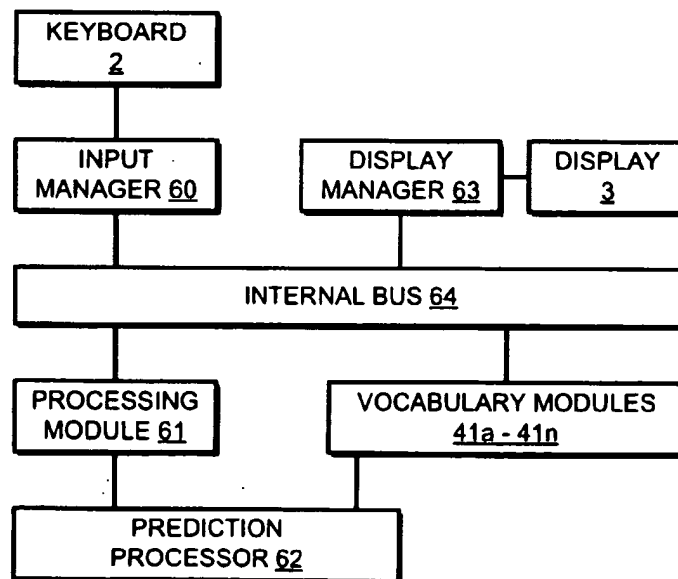 KEYBOARD
2
INPUT
MANAGER 60
DISPLAY
MANAGER 63
DISPLAY
3
INTERNAL BUS 64
PROCESSING
MODULE 61
VOCABULARY MODULES
41a - 41n
PREDICTION
PROCESSOR 62